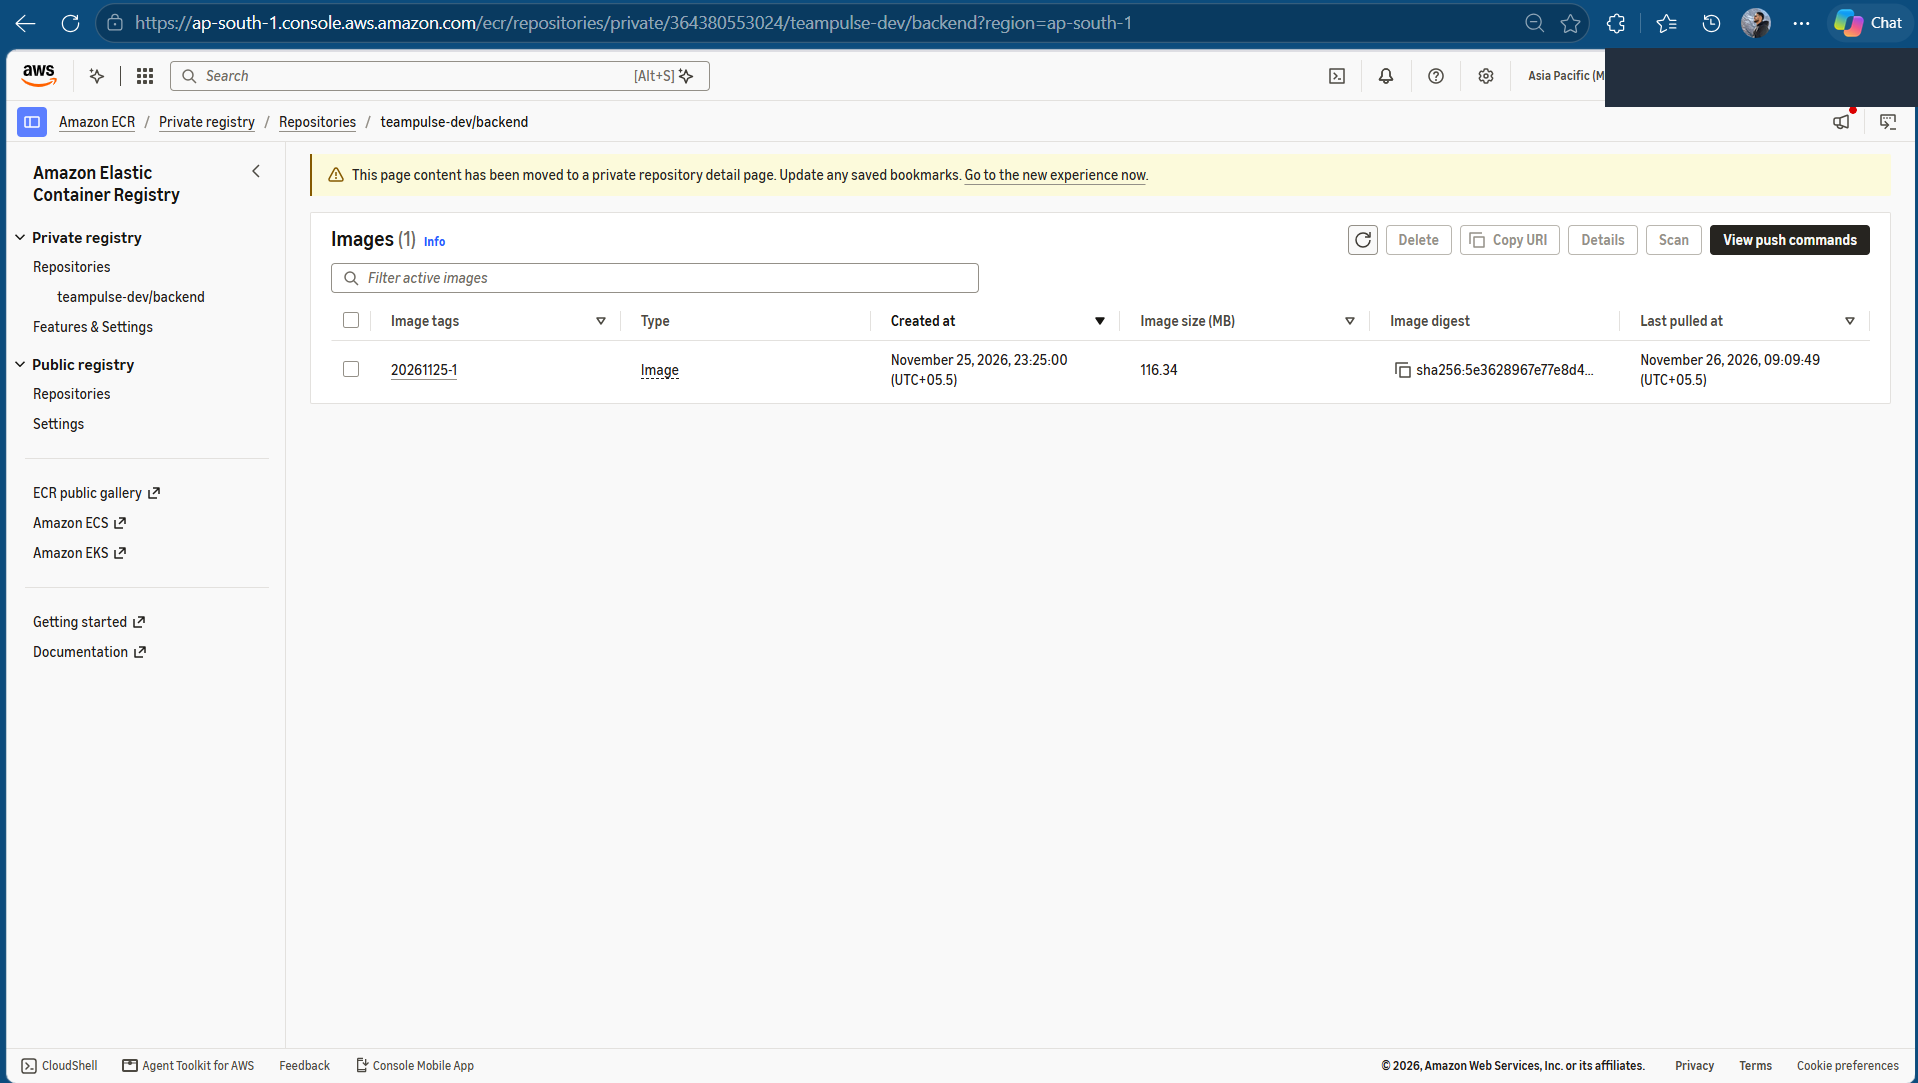 https://ap-south-1.console.aws.amazon.com/ecr/repositories/private/364380553024/teampulse-dev/backend?region=ap-south-1
Chat
aws
Search
[Alt+S]
Asia Pacific (M
Amazon ECR / Private registry / Repositories / teampulse-dev/backend
Amazon Elastic
Container Registry
Private registry
Repositories
teampulse-dev/backend
Features & Settings
Public registry
Repositories
Settings
ECR public gallery
Amazon ECS
Amazon EKS
Getting started
Documentation
This page content has been moved to a private repository detail page. Update any saved bookmarks. Go to the new experience now.
Images (1) Info
Delete
Copy URI
Details
Scan
View push commands
Filter active images
Image tags
Type
Created at
Image size (MB)
Image digest
Last pulled at
20261125-1
Image
November 25, 2026, 23:25:00
(UTC+05.5)
116.34
sha256:5e3628967e77e8d4...
November 26, 2026, 09:09:49
(UTC+05.5)
CloudShell
Agent Toolkit for AWS
Feedback
Console Mobile App
© 2026, Amazon Web Services, Inc. or its affiliates.
Privacy
Terms
Cookie preferences